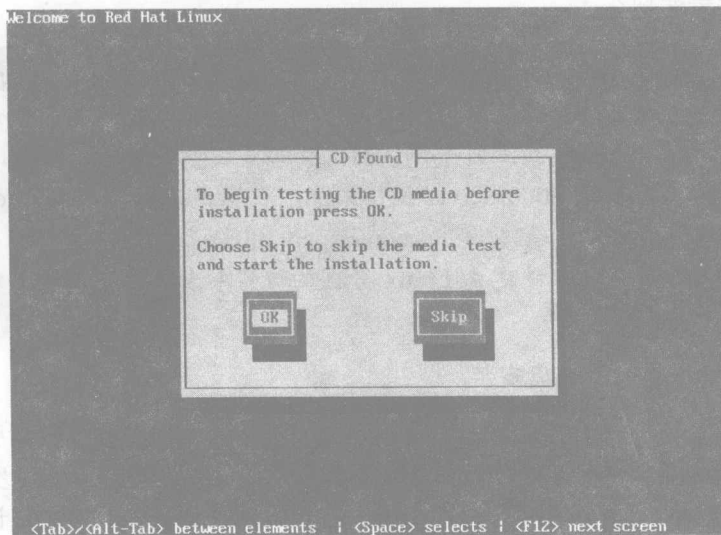 Welcome to Red Hat Linux
CD Found
To begin testing the CD media before
installation press OK.
Choose Skip to skip the media test
and start the installation.
OK
Skip
<Tab>/<Alt-Tab> between elements | <Space> selects | <F12> next screen